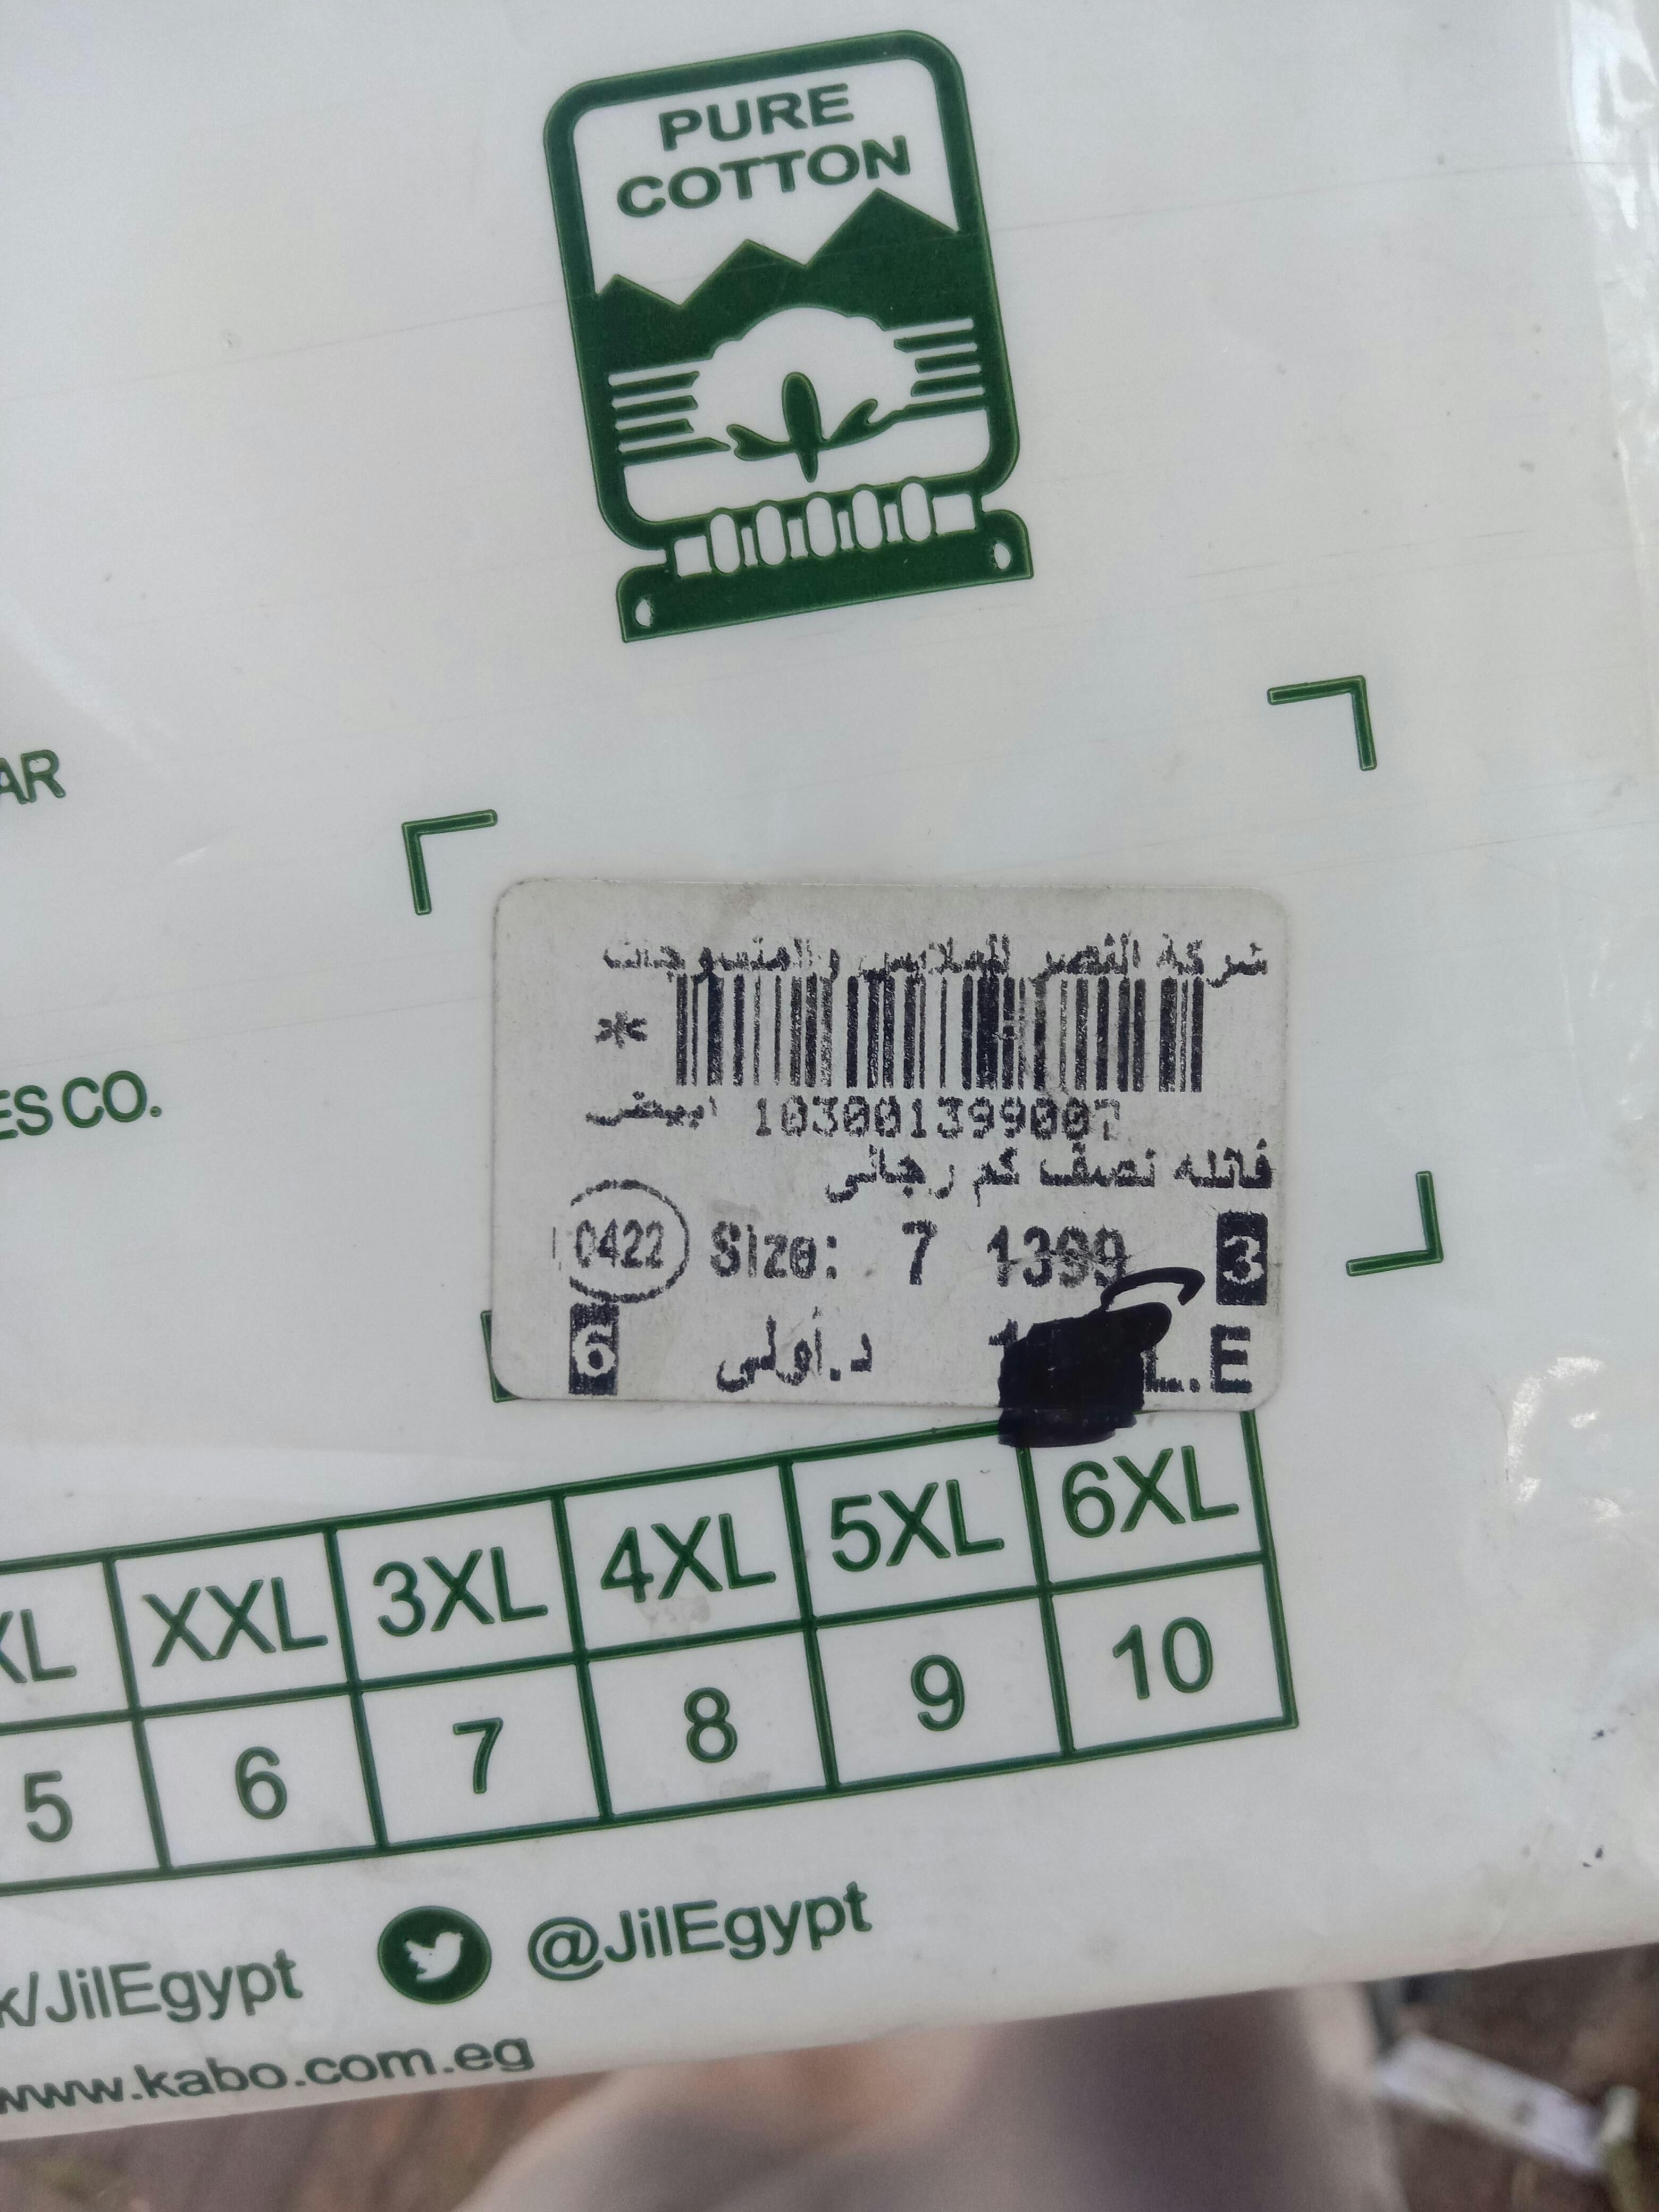 PURE
COTTON
AR
ES CO.
شركة النصر للملابس والمنسوجات
*
103001399007 ابيض
فانله نصف كم رجالى
0422 Size: 7 1399 3
6 د.أولى L.E
XL XXL 3XL 4XL 5XL 6XL
5 6 7 8 9 10
k/JilEgypt @JilEgypt
www.kabo.com.eg